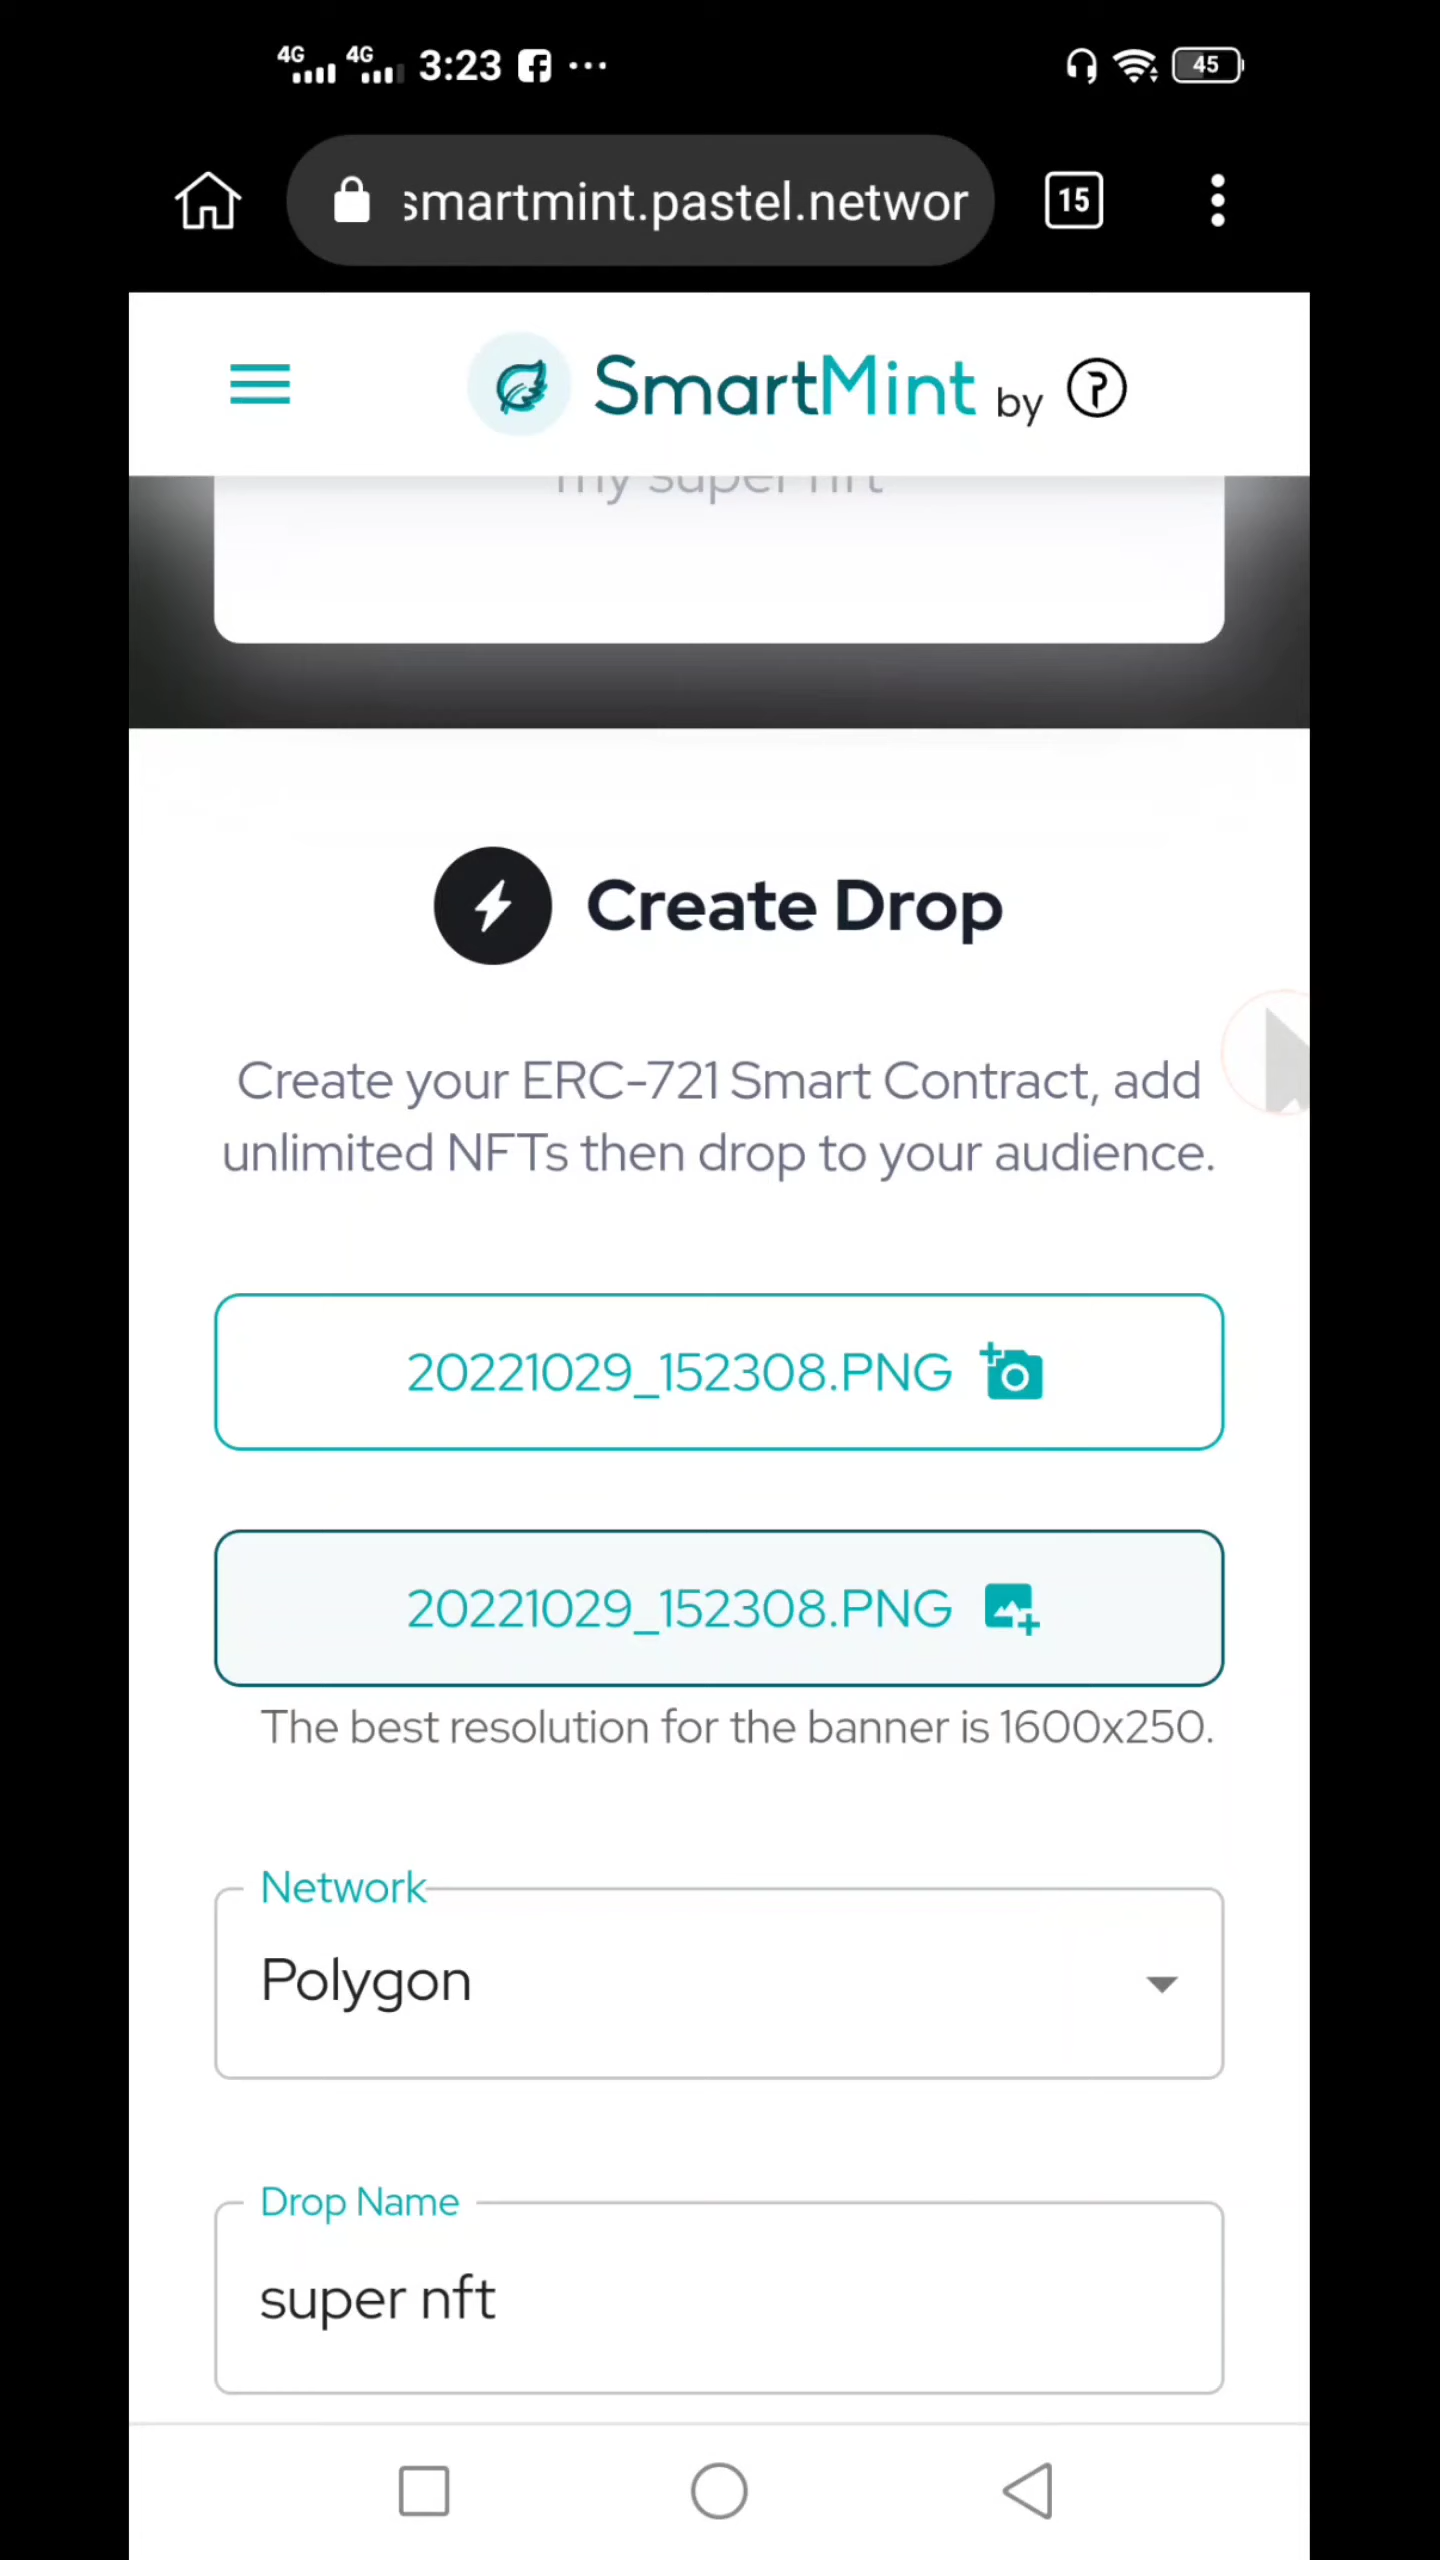 4G 4G 3:23 45
smartmint.pastel.networ 15
SmartMint by
my super nft
Create Drop
Create your ERC-721 Smart Contract, add
unlimited NFTs then drop to your audience.
20221029_152308.PNG
20221029_152308.PNG
The best resolution for the banner is 1600x250.
Network
Polygon
Drop Name
super nft